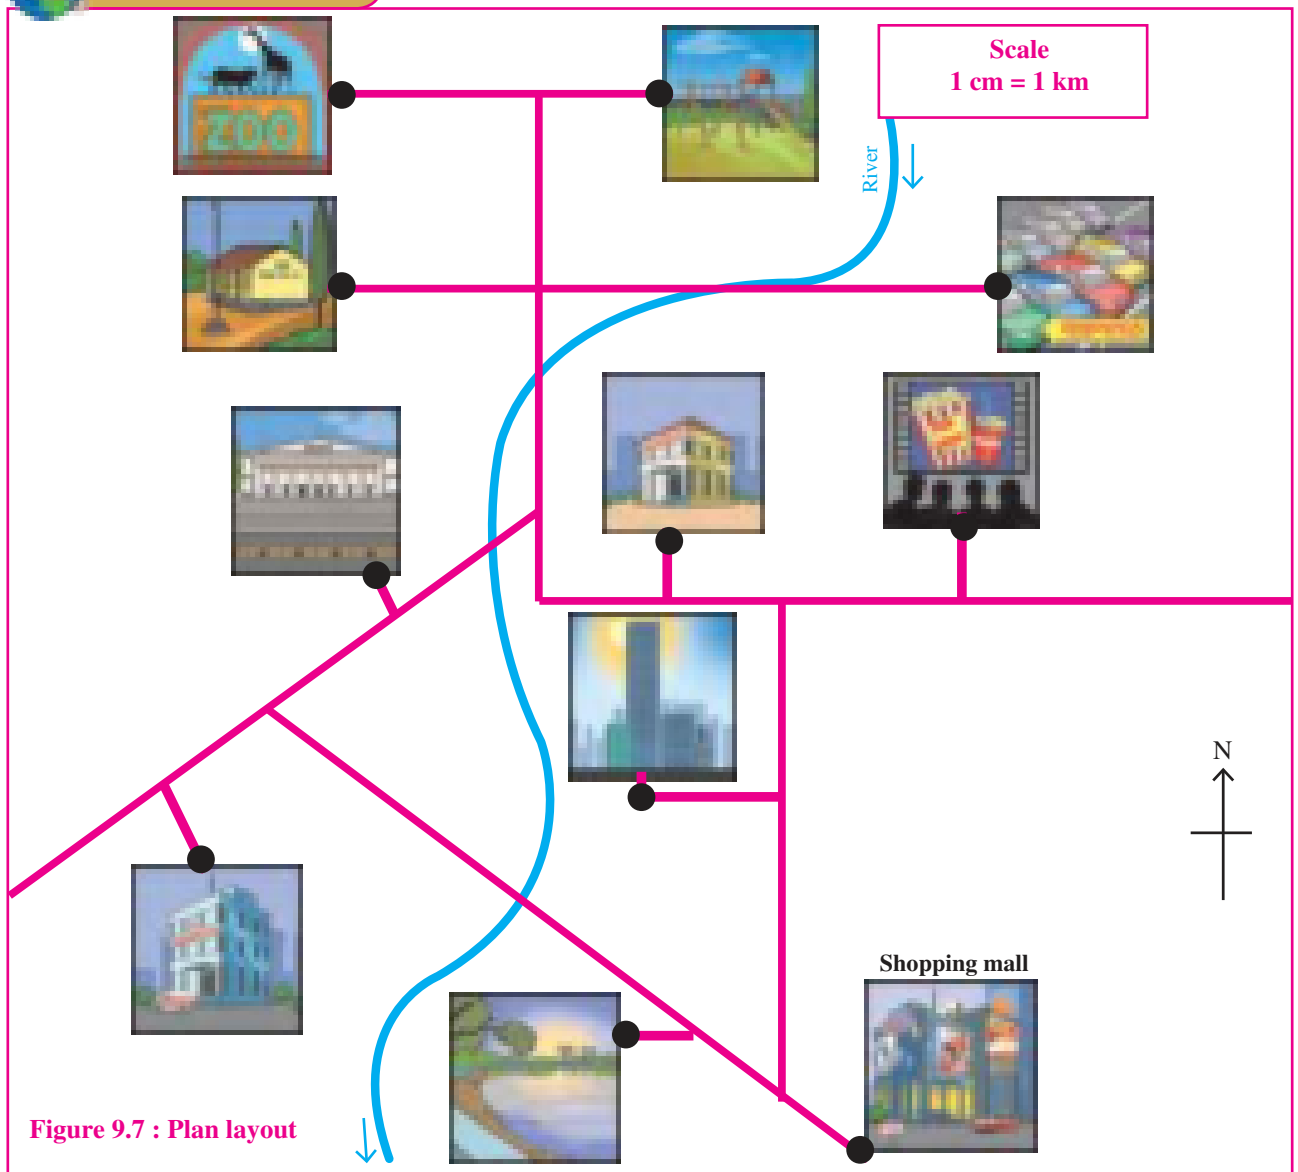 ZOO
Scale
1 cm = 1 km
River
N
Shopping mall
Figure 9.7 : Plan layout